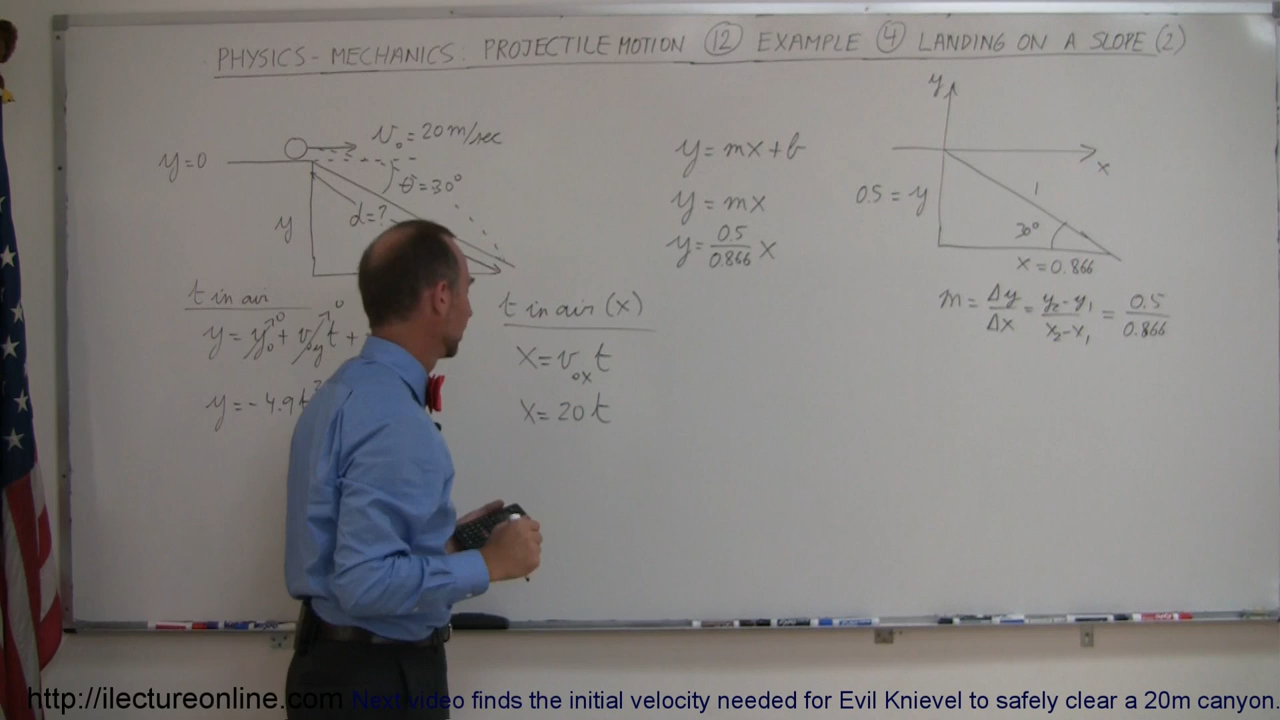 PHYSICS - MECHANICS: PROJECTILE MOTION 12 EXAMPLE 4 LANDING ON A SLOPE (2)
y=0
v₀ = 20 m/sec
θ = 30°
d=?
y
t in air
y = y₀ + v₀y t +
y = - 4.9 t²
t in air (x)
x = v₀x t
x = 20 t
y = mx + b
y = mx
y = 0.5/0.866 x
y
x
0.5 = y
1
30°
x = 0.866
m = Δy/Δx = y₂-y₁/x₂-x₁ = 0.5/0.866
http://ilectureonline.com Next video finds the initial velocity needed for Evil Knievel to safely clear a 20m canyon.